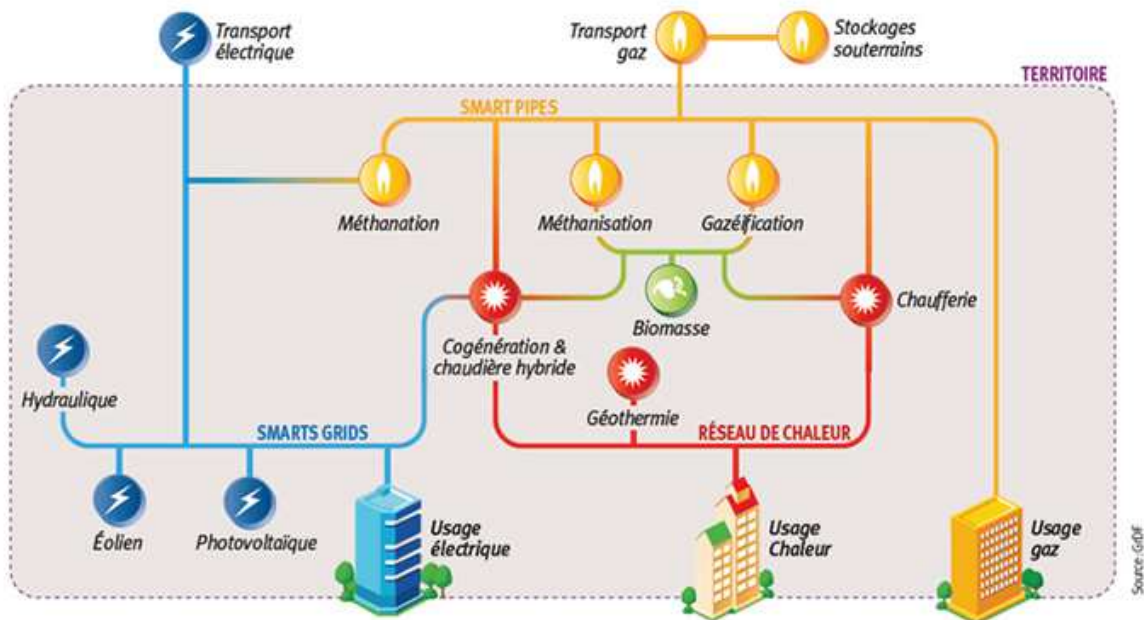 Transport
électrique
Transport
gaz
Stockages
souterrains
TERRITOIRE
SMART PIPES
Méthanation
Méthanisation
Gazéification
Cogénération &
chaudière hybride
Biomasse
Chaufferie
Hydraulique
Géothermie
SMARTS GRIDS
RÉSEAU DE CHALEUR
Éolien
Photovoltaïque
Usage
électrique
Usage
Chaleur
Usage
gaz
Source : GrDF